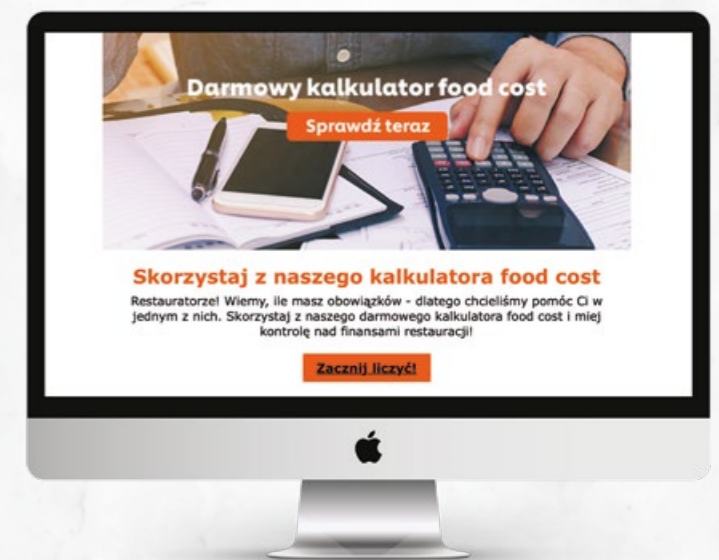 Darmowy kalkulator food cost
Sprawdź teraz
Skorzystaj z naszego kalkulatora food cost
Restauratorze! Wiemy, ile masz obowiązków - dlatego chcieliśmy pomóc Ci w
jednym z nich. Skorzystaj z naszego darmowego kalkulatora food cost i miej
kontrolę nad finansami restauracji!
Zacznij liczyć!